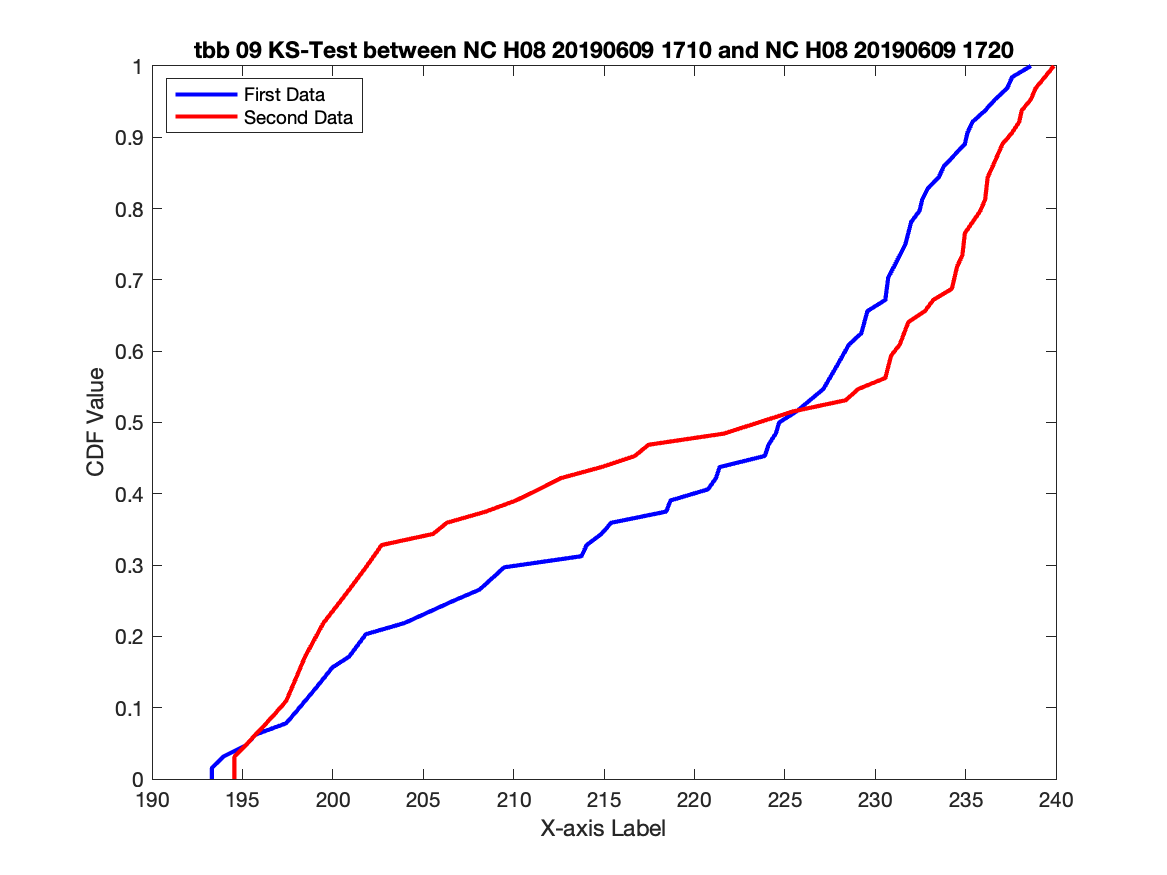 tbb 09 KS-Test between NC H08 20190609 1710 and NC H08 20190609 1720
First Data
Second Data
1
0.9
0.8
0.7
0.6
0.5
0.4
0.3
0.2
0.1
0
CDF Value
190 195 200 205 210 215 220 225 230 235 240
X-axis Label